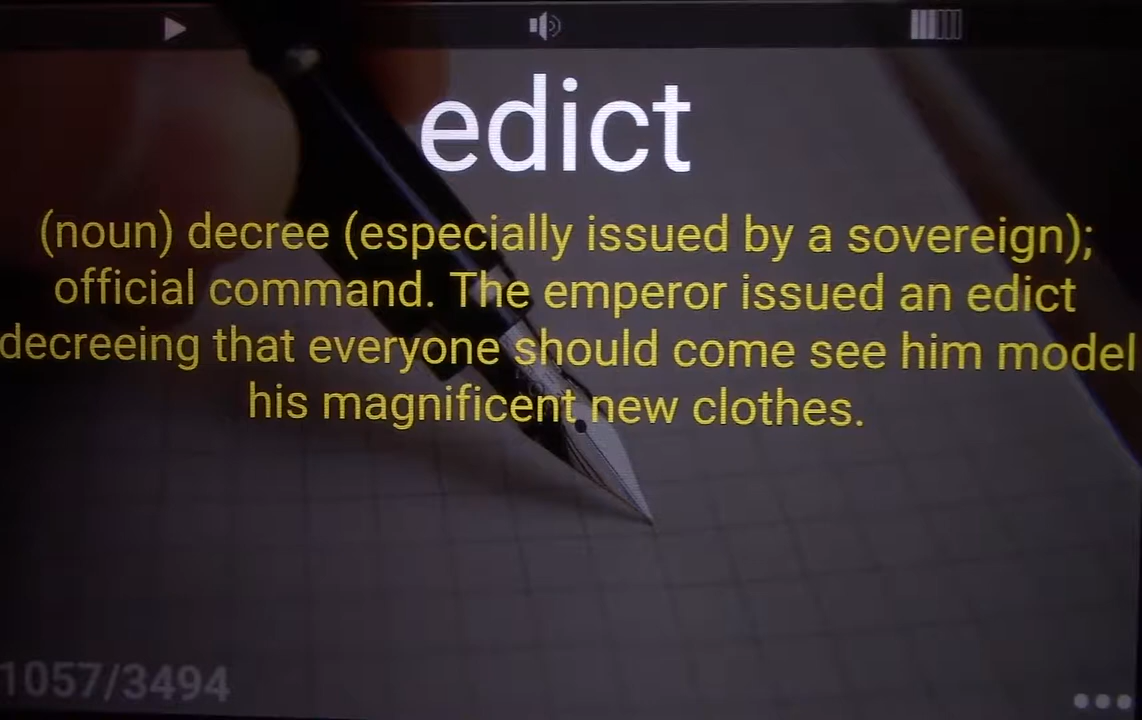 edict
(noun) decree (especially issued by a sovereign);
official command. The emperor issued an edict
decreeing that everyone should come see him model
his magnificent new clothes.
1057/3494